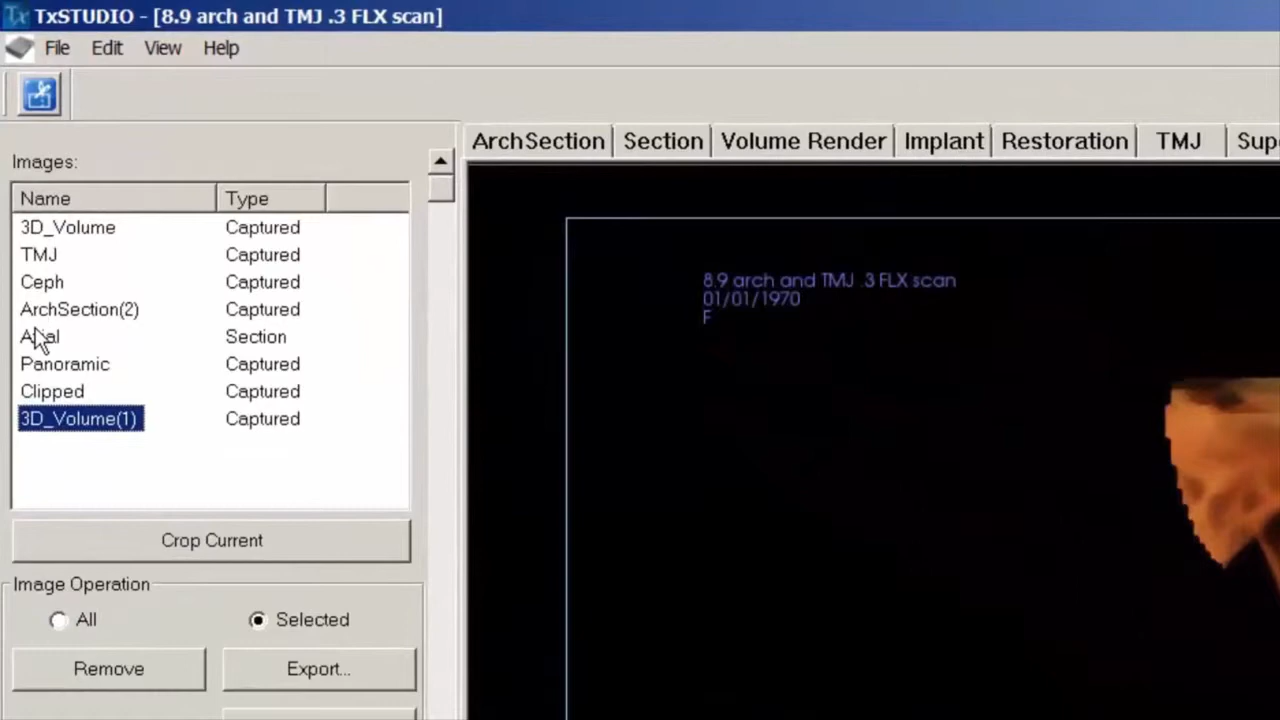 TxSTUDIO - [8.9 arch and TMJ .3 FLX scan]
File Edit View Help
ArchSection Section Volume Render Implant Restoration TMJ
Images:
Name Type
3D_Volume Captured
TMJ Captured
Ceph Captured
ArchSection(2) Captured
Axial Section
Panoramic Captured
Clipped Captured
3D_Volume(1) Captured
Crop Current
Image Operation
All Selected
Remove Export...
8.9 arch and TMJ .3 FLX scan
01/01/1970
F